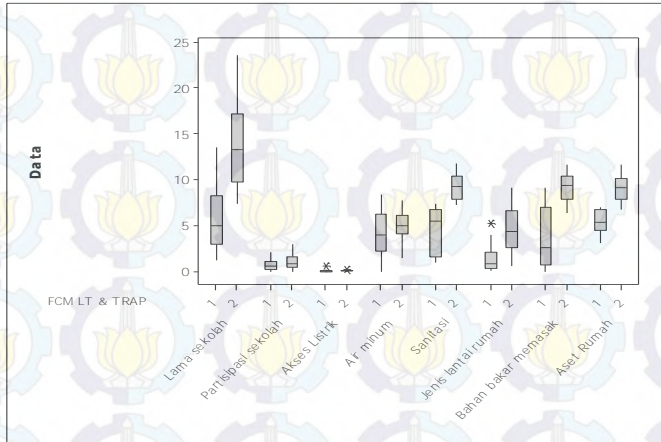 Data
25
20
15
10
5
0
FCM LT & TRAP
1 2 1 2 1 2 1 2 1 2 1 2 1 2 1 2
Lama sekolah
Partisipasi sekolah
Akses Listrik
Air minum
Sanitasi
Jenis lantai rumah
Bahan bakar memasak
Aset Rumah